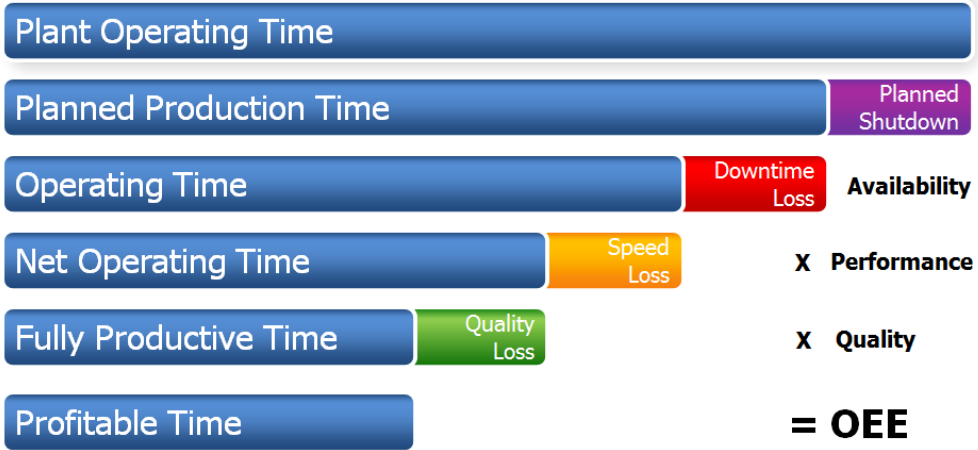 Plant Operating Time
Planned Production Time
Planned
Shutdown
Operating Time
Downtime
Loss
Availability
Net Operating Time
Speed
Loss
x Performance
Fully Productive Time
Quality
Loss
x Quality
Profitable Time
= OEE